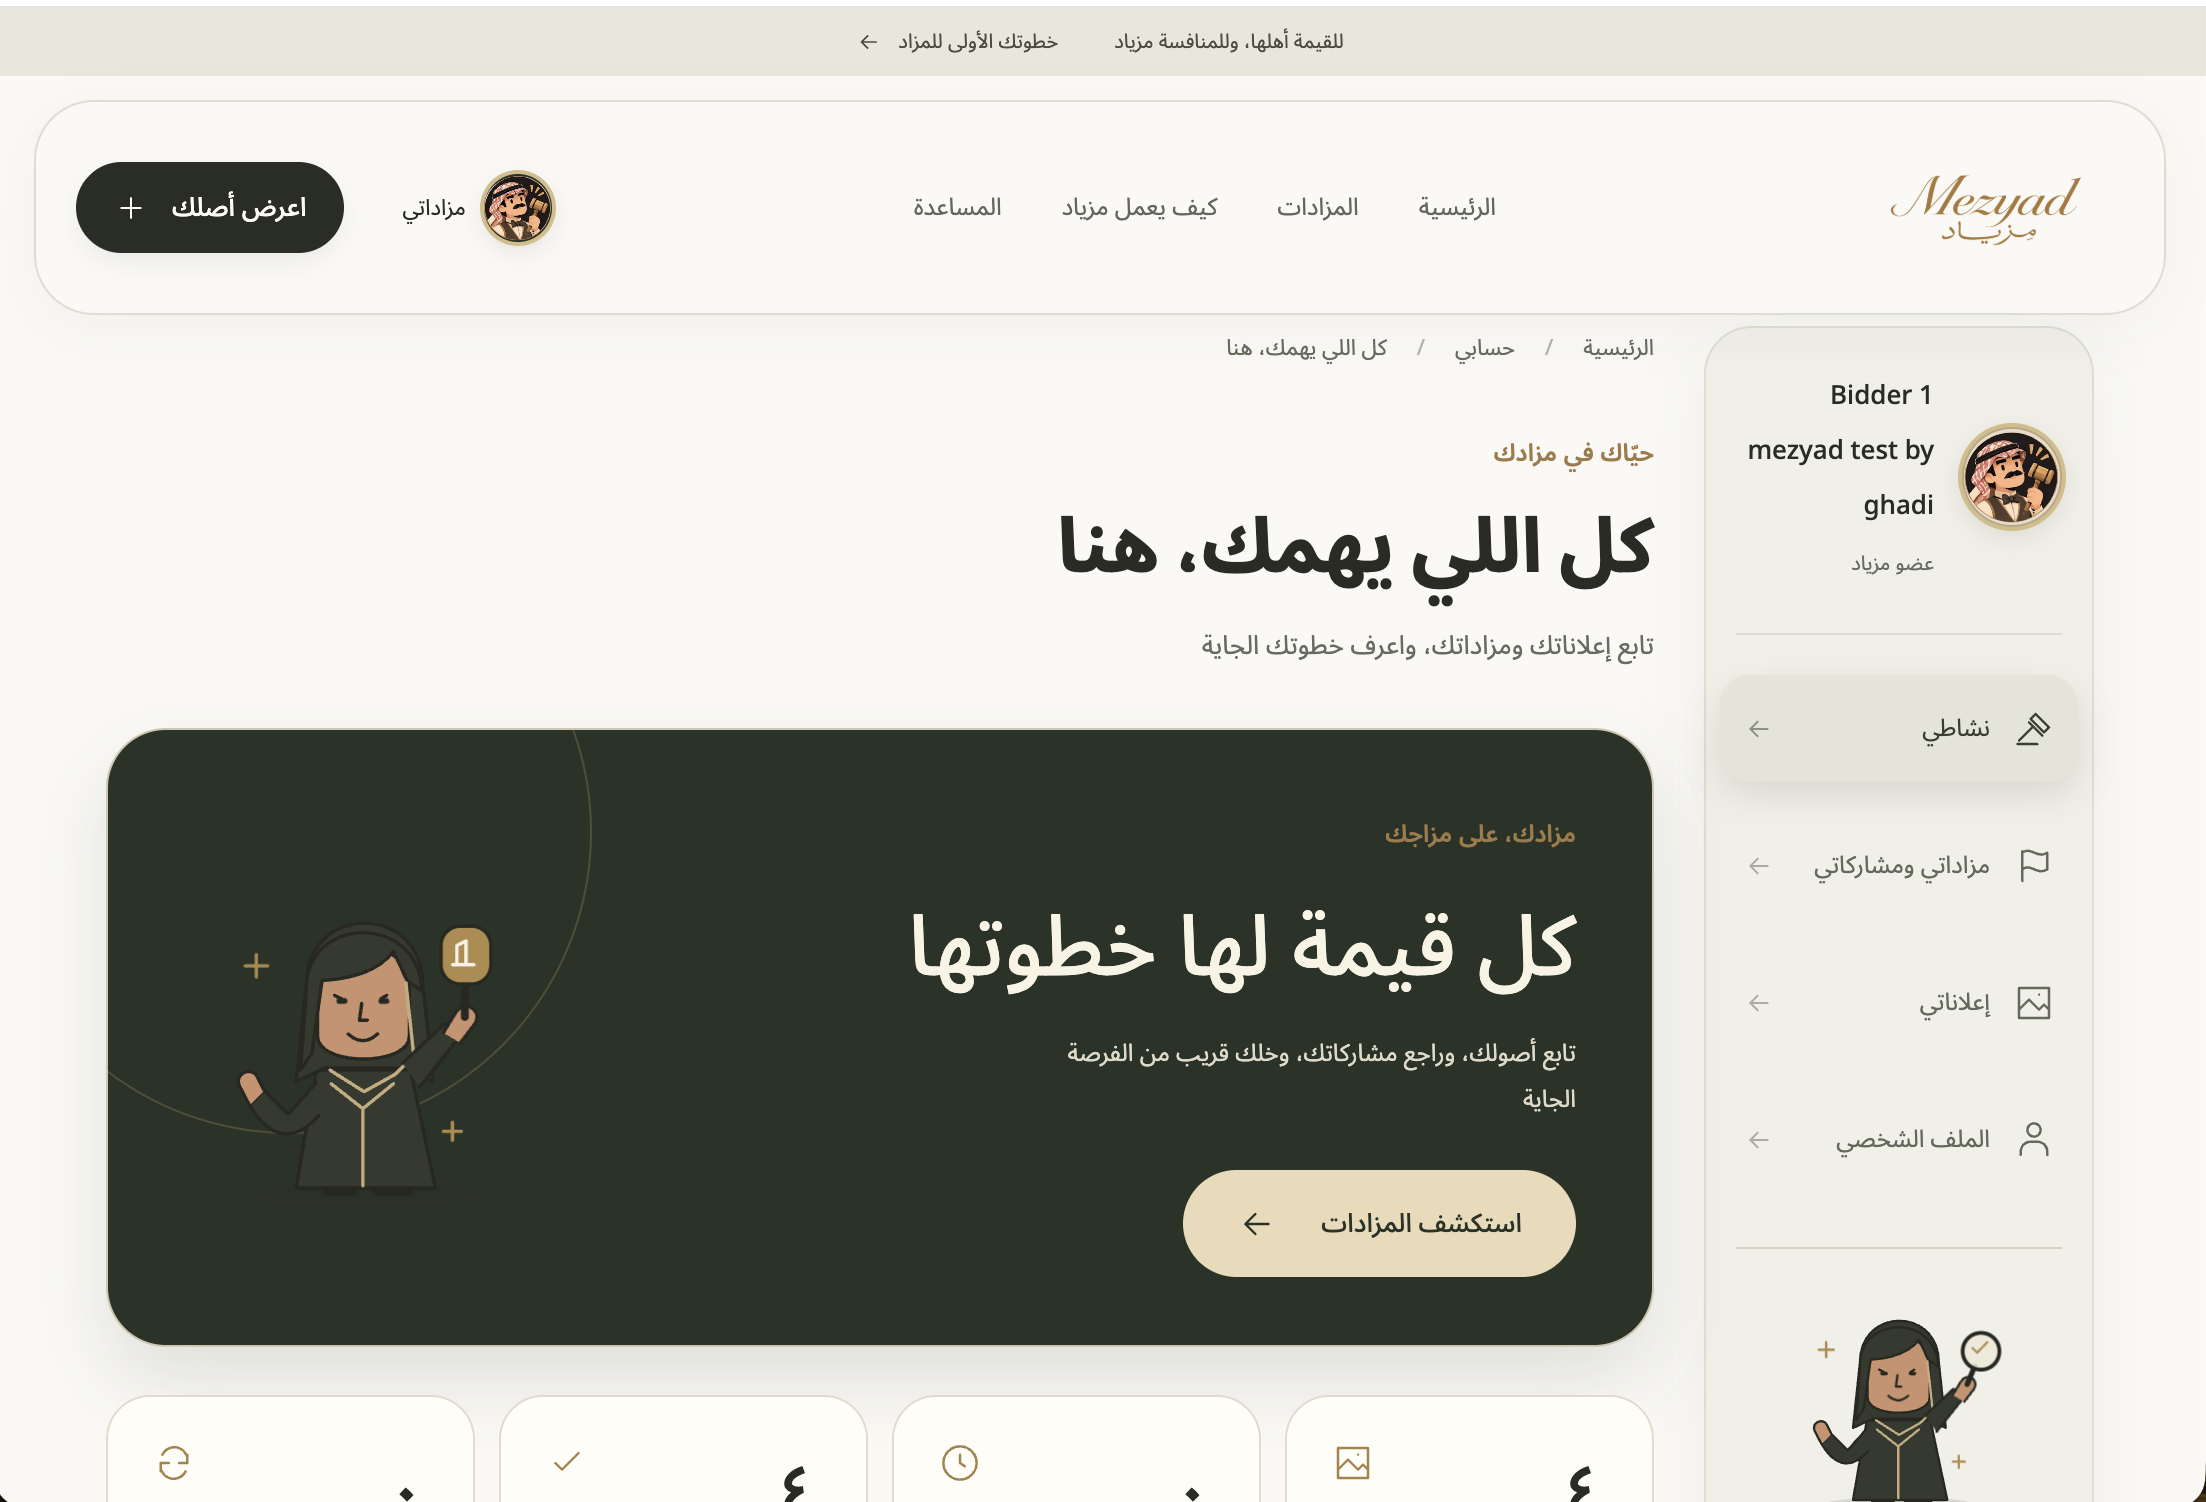 للقيمة أهلها، وللمنافسة مزياد
خطوتك الأولى للمزاد
Mezyad
مزياد
الرئيسية
المزادات
كيف يعمل مزياد
المساعدة
مزاداتي
اعرض أصلك
Bidder 1
mezyad test by
ghadi
عضو مزياد
نشاطي
مزاداتي ومشاركاتي
إعلاناتي
الملف الشخصي
الرئيسية / حسابي / كل اللي يهمك، هنا
حيّاك في مزادك
كل اللي يهمك، هنا
تابع إعلاناتك ومزاداتك، واعرف خطوتك الجاية
مزادك، على مزاجك
كل قيمة لها خطوتها
تابع أصولك، وراجع مشاركاتك، وخلك قريب من الفرصة
الجاية
استكشف المزادات
1